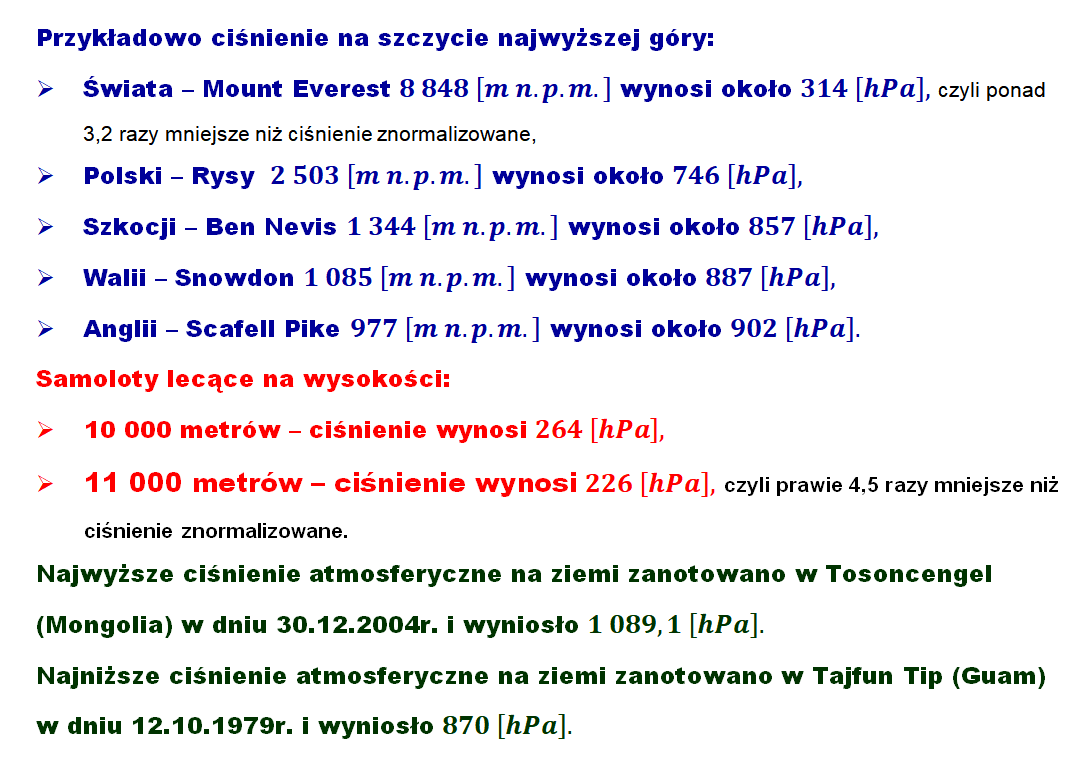 Przykładowo ciśnienie na szczycie najwyższej góry:
➢ Świata – Mount Everest 8 848 [m n.p.m.] wynosi około 314 [hPa], czyli ponad
3,2 razy mniejsze niż ciśnienie znormalizowane,
➢ Polski – Rysy 2 503 [m n.p.m.] wynosi około 746 [hPa],
➢ Szkocji – Ben Nevis 1 344 [m n.p.m.] wynosi około 857 [hPa],
➢ Walii – Snowdon 1 085 [m n.p.m.] wynosi około 887 [hPa],
➢ Anglii – Scafell Pike 977 [m n.p.m.] wynosi około 902 [hPa].
Samoloty lecące na wysokości:
➢ 10 000 metrów – ciśnienie wynosi 264 [hPa],
➢ 11 000 metrów – ciśnienie wynosi 226 [hPa], czyli prawie 4,5 razy mniejsze niż
ciśnienie znormalizowane.
Najwyższe ciśnienie atmosferyczne na ziemi zanotowano w Tosoncengel
(Mongolia) w dniu 30.12.2004r. i wyniosło 1 089,1 [hPa].
Najniższe ciśnienie atmosferyczne na ziemi zanotowano w Tajfun Tip (Guam)
w dniu 12.10.1979r. i wyniosło 870 [hPa].